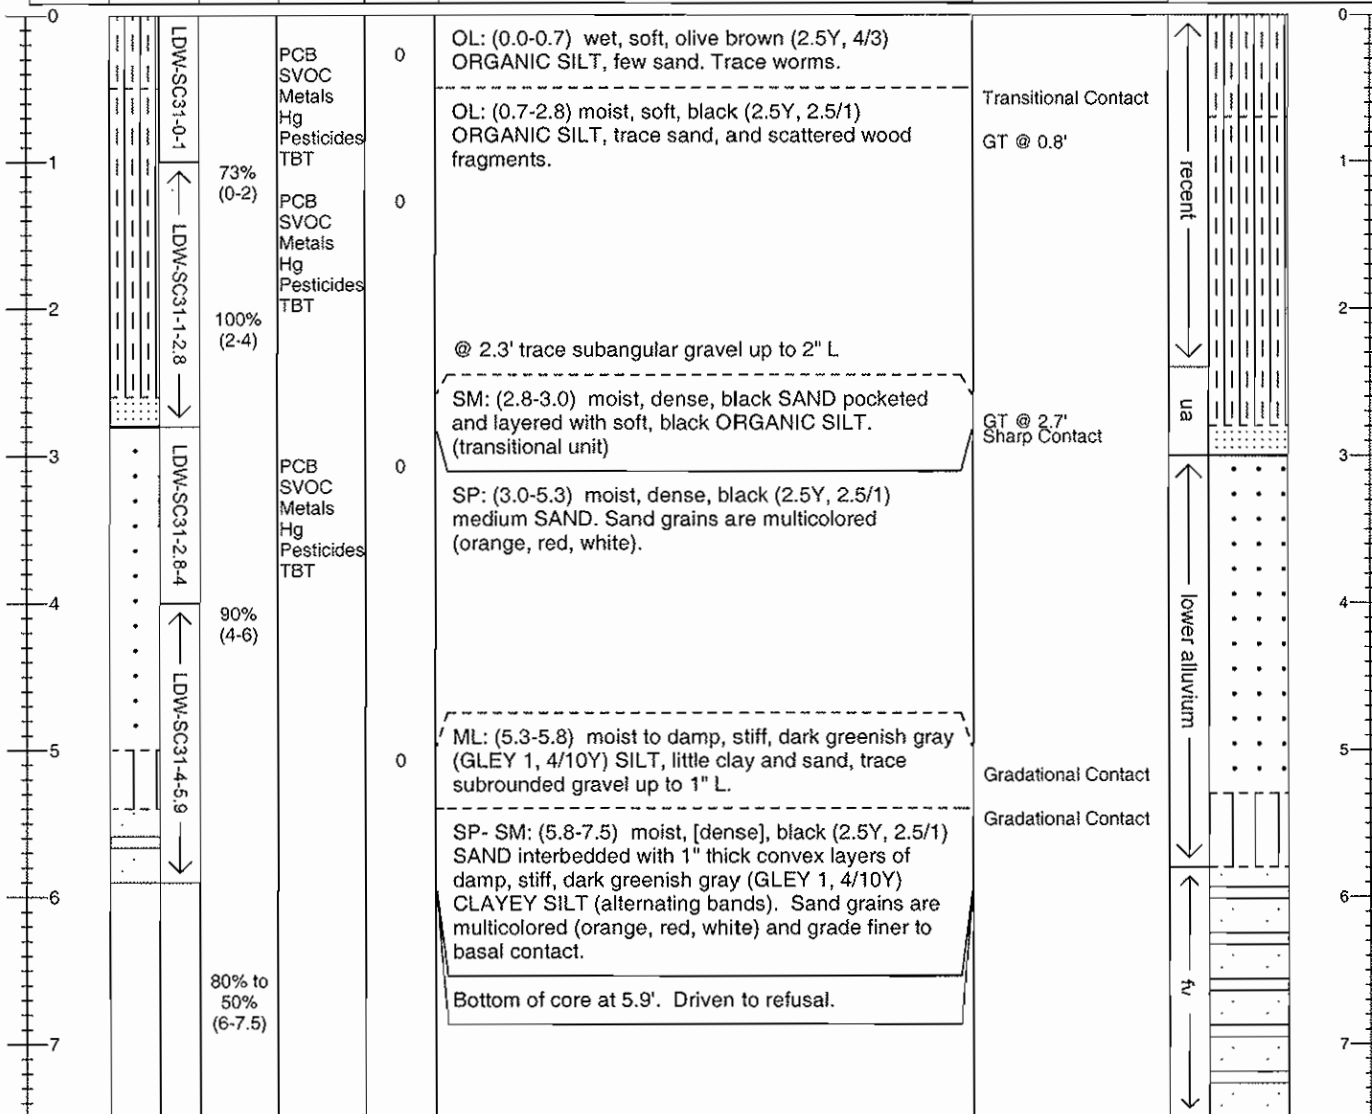 0
1
2
3
4
5
6
7
LDW-SC31-0-1
LDW-SC31-1-2.8
LDW-SC31-2.8-4
LDW-SC31-4-5.9
73%
(0-2)
100%
(2-4)
90%
(4-6)
80% to
50%
(6-7.5)
PCB
SVOC
Metals
Hg
Pesticides
TBT
PCB
SVOC
Metals
Hg
Pesticides
TBT
PCB
SVOC
Metals
Hg
Pesticides
TBT
0
0
0
0
OL: (0.0-0.7) wet, soft, olive brown (2.5Y, 4/3)
ORGANIC SILT, few sand. Trace worms.
OL: (0.7-2.8) moist, soft, black (2.5Y, 2.5/1)
ORGANIC SILT, trace sand, and scattered wood
fragments.
@ 2.3' trace subangular gravel up to 2" L
SM: (2.8-3.0) moist, dense, black SAND pocketed
and layered with soft, black ORGANIC SILT.
(transitional unit)
SP: (3.0-5.3) moist, dense, black (2.5Y, 2.5/1)
medium SAND. Sand grains are multicolored
(orange, red, white).
ML: (5.3-5.8) moist to damp, stiff, dark greenish gray
(GLEY 1, 4/10Y) SILT, little clay and sand, trace
subrounded gravel up to 1" L.
SP- SM: (5.8-7.5) moist, [dense], black (2.5Y, 2.5/1)
SAND interbedded with 1" thick convex layers of
damp, stiff, dark greenish gray (GLEY 1, 4/10Y)
CLAYEY SILT (alternating bands). Sand grains are
multicolored (orange, red, white) and grade finer to
basal contact.
Bottom of core at 5.9'. Driven to refusal.
Transitional Contact
GT @ 0.8'
GT @ 2.7'
Sharp Contact
Gradational Contact
Gradational Contact
recent
ua
lower alluvium
fv
0
1
2
3
4
5
6
7